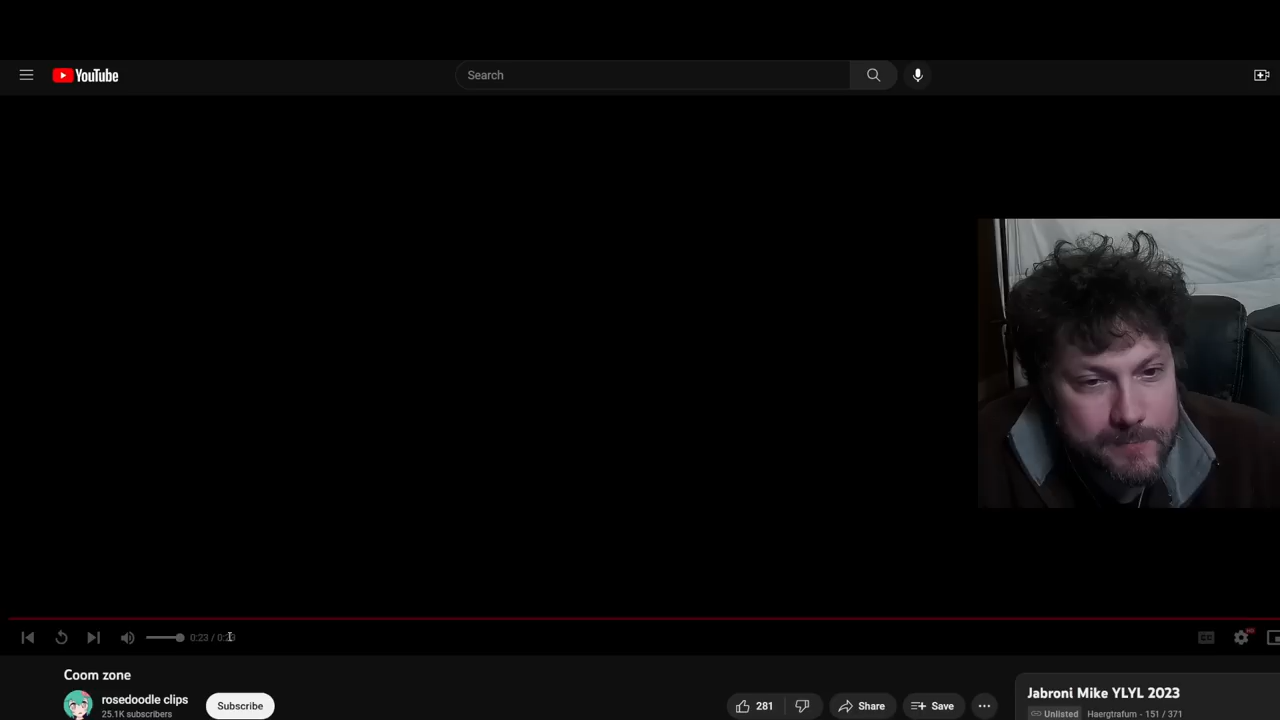 YouTube
Search
0:23 / 0:23
Coom zone
rosedoodle clips
25.1K subscribers
Subscribe
281
Share
Save
Jabroni Mike YLYL 2023
Unlisted Haergtrafum - 151 / 371